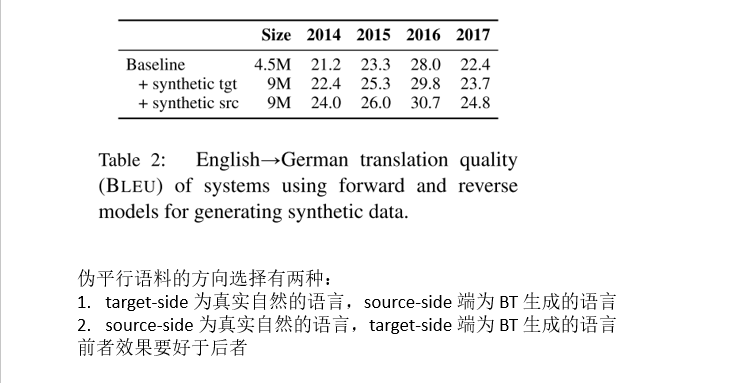 Size 2014 2015 2016 2017
Baseline 4.5M 21.2 23.3 28.0 22.4
+ synthetic tgt 9M 22.4 25.3 29.8 23.7
+ synthetic src 9M 24.0 26.0 30.7 24.8
Table 2: English→German translation quality
(BLEU) of systems using forward and reverse
models for generating synthetic data.
伪平行语料的方向选择有两种：
1. target-side 为真实自然的语言，source-side 端为 BT 生成的语言
2. source-side 为真实自然的语言，target-side 端为 BT 生成的语言
前者效果要好于后者